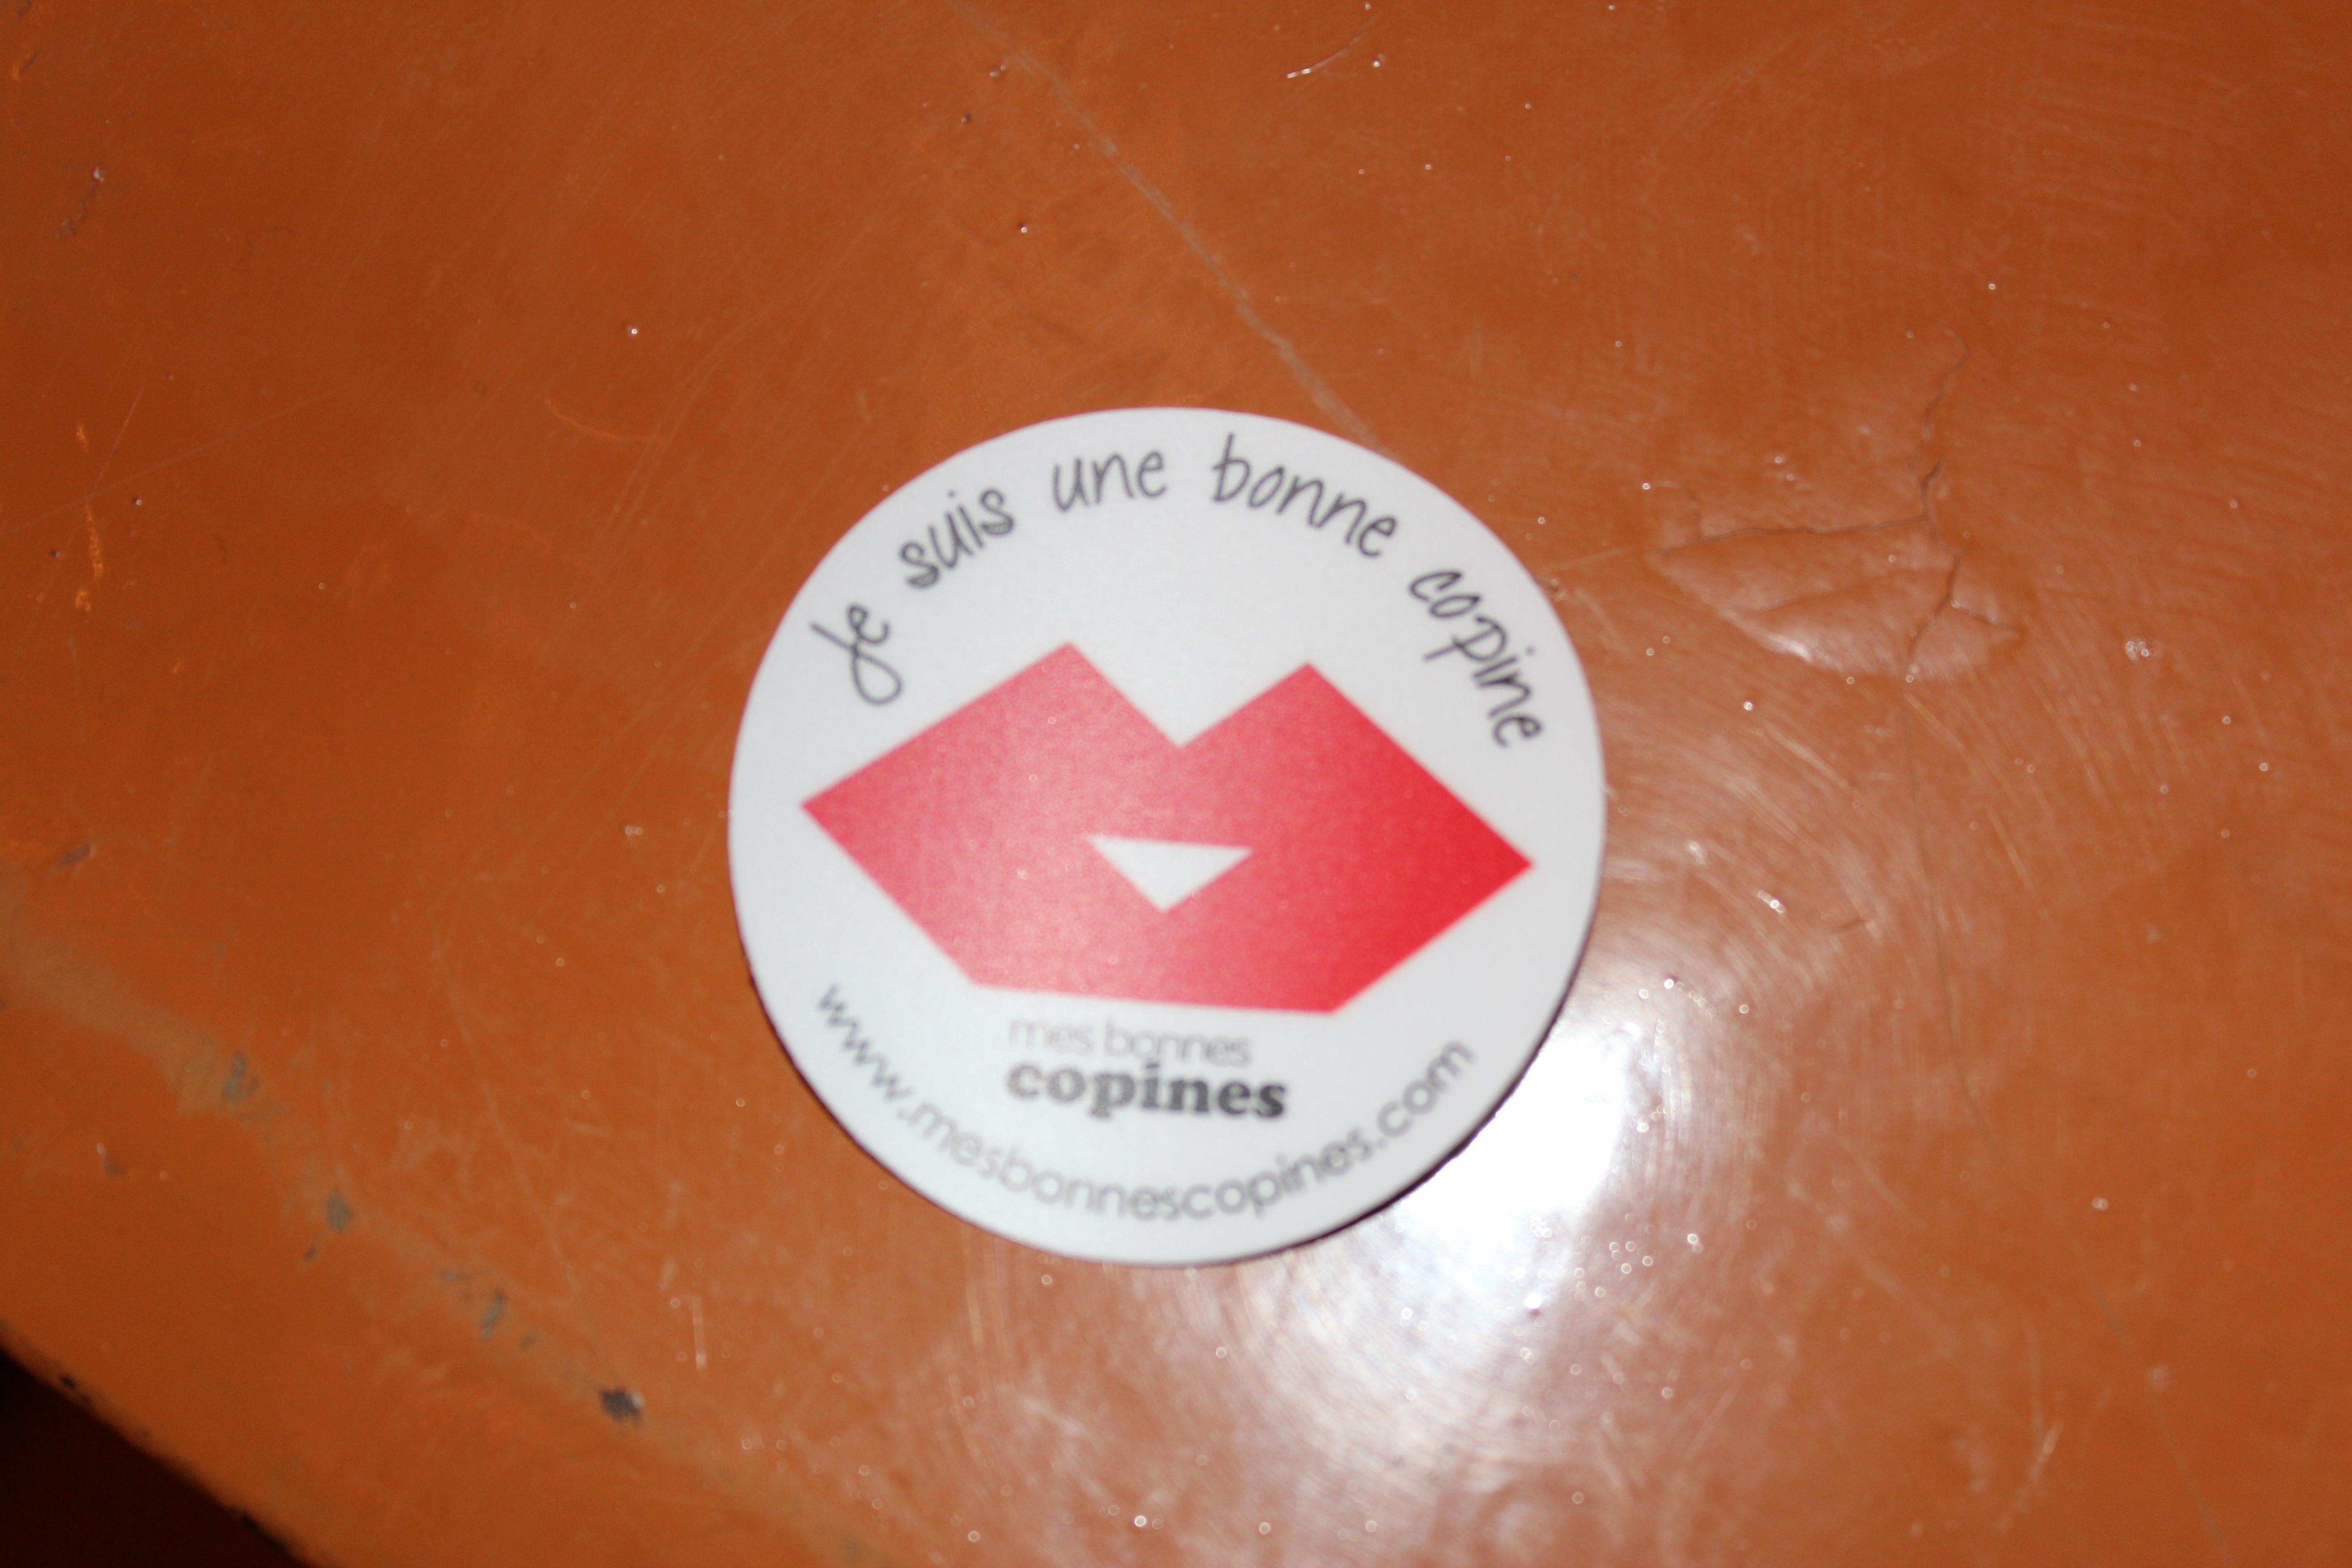 Je suis une bonne copine
mes bonnes
copines
www.mesbonnescopines.com